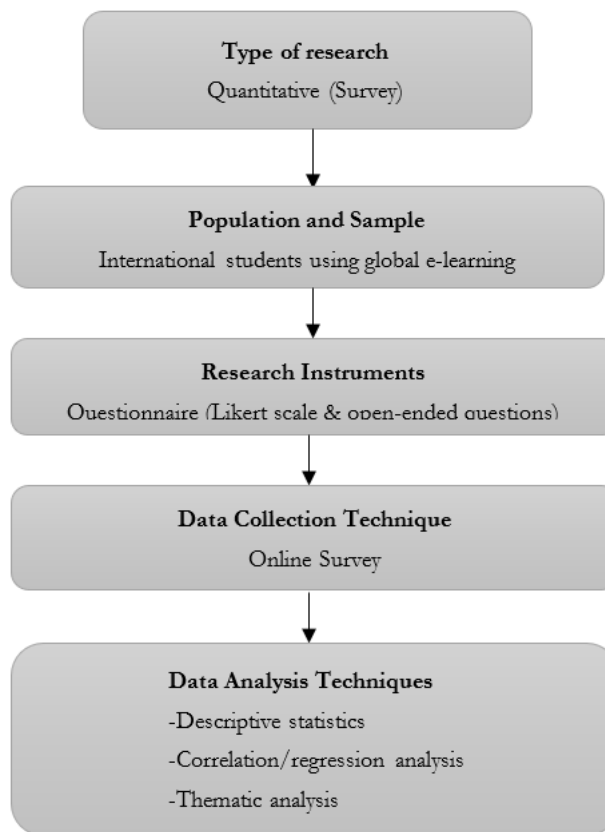 Type of research
Quantitative (Survey)
Population and Sample
International students using global e-learning
Research Instruments
Questionnaire (Likert scale & open-ended questions)
Data Collection Technique
Online Survey
Data Analysis Techniques
-Descriptive statistics
-Correlation/regression analysis
-Thematic analysis